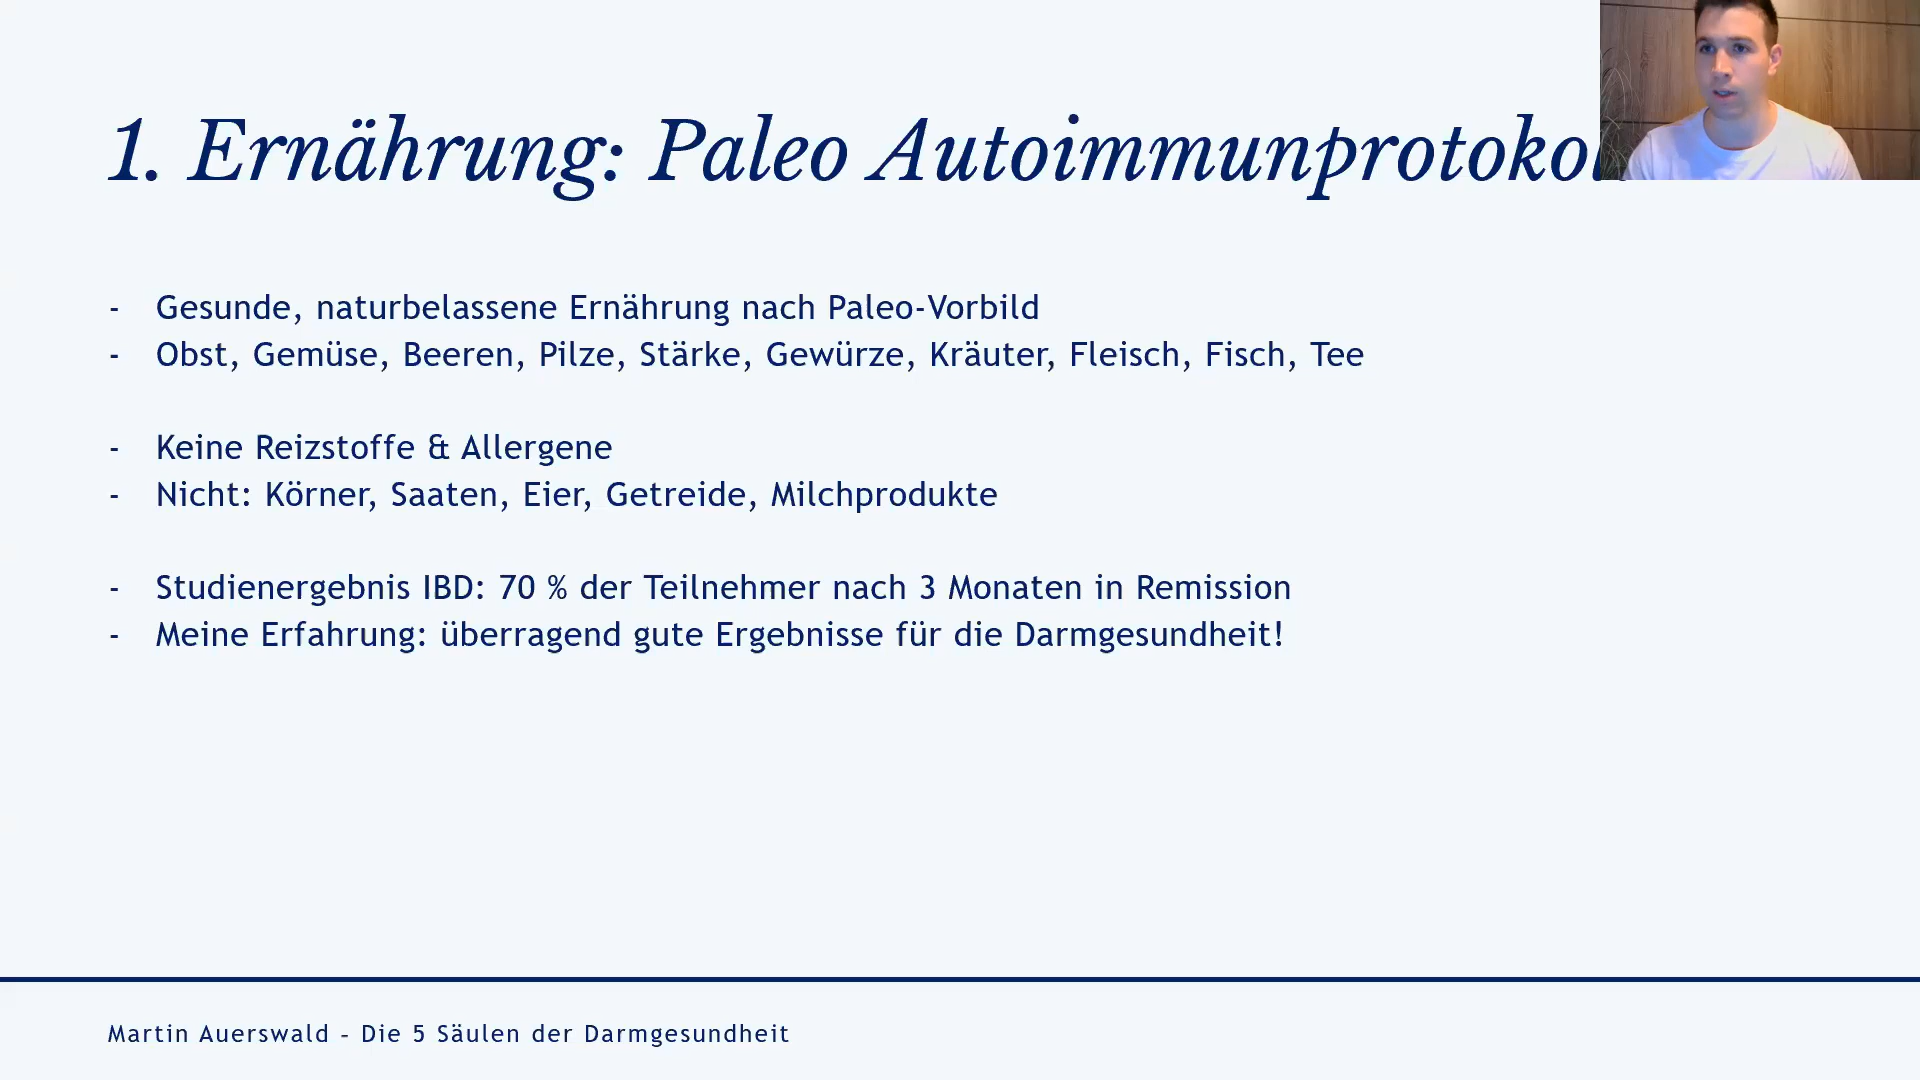 1. Ernährung: Paleo Autoimmunprotokol
- Gesunde, naturbelassene Ernährung nach Paleo-Vorbild
- Obst, Gemüse, Beeren, Pilze, Stärke, Gewürze, Kräuter, Fleisch, Fisch, Tee
- Keine Reizstoffe & Allergene
- Nicht: Körner, Saaten, Eier, Getreide, Milchprodukte
- Studienergebnis IBD: 70 % der Teilnehmer nach 3 Monaten in Remission
- Meine Erfahrung: überragend gute Ergebnisse für die Darmgesundheit!
Martin Auerswald – Die 5 Säulen der Darmgesundheit